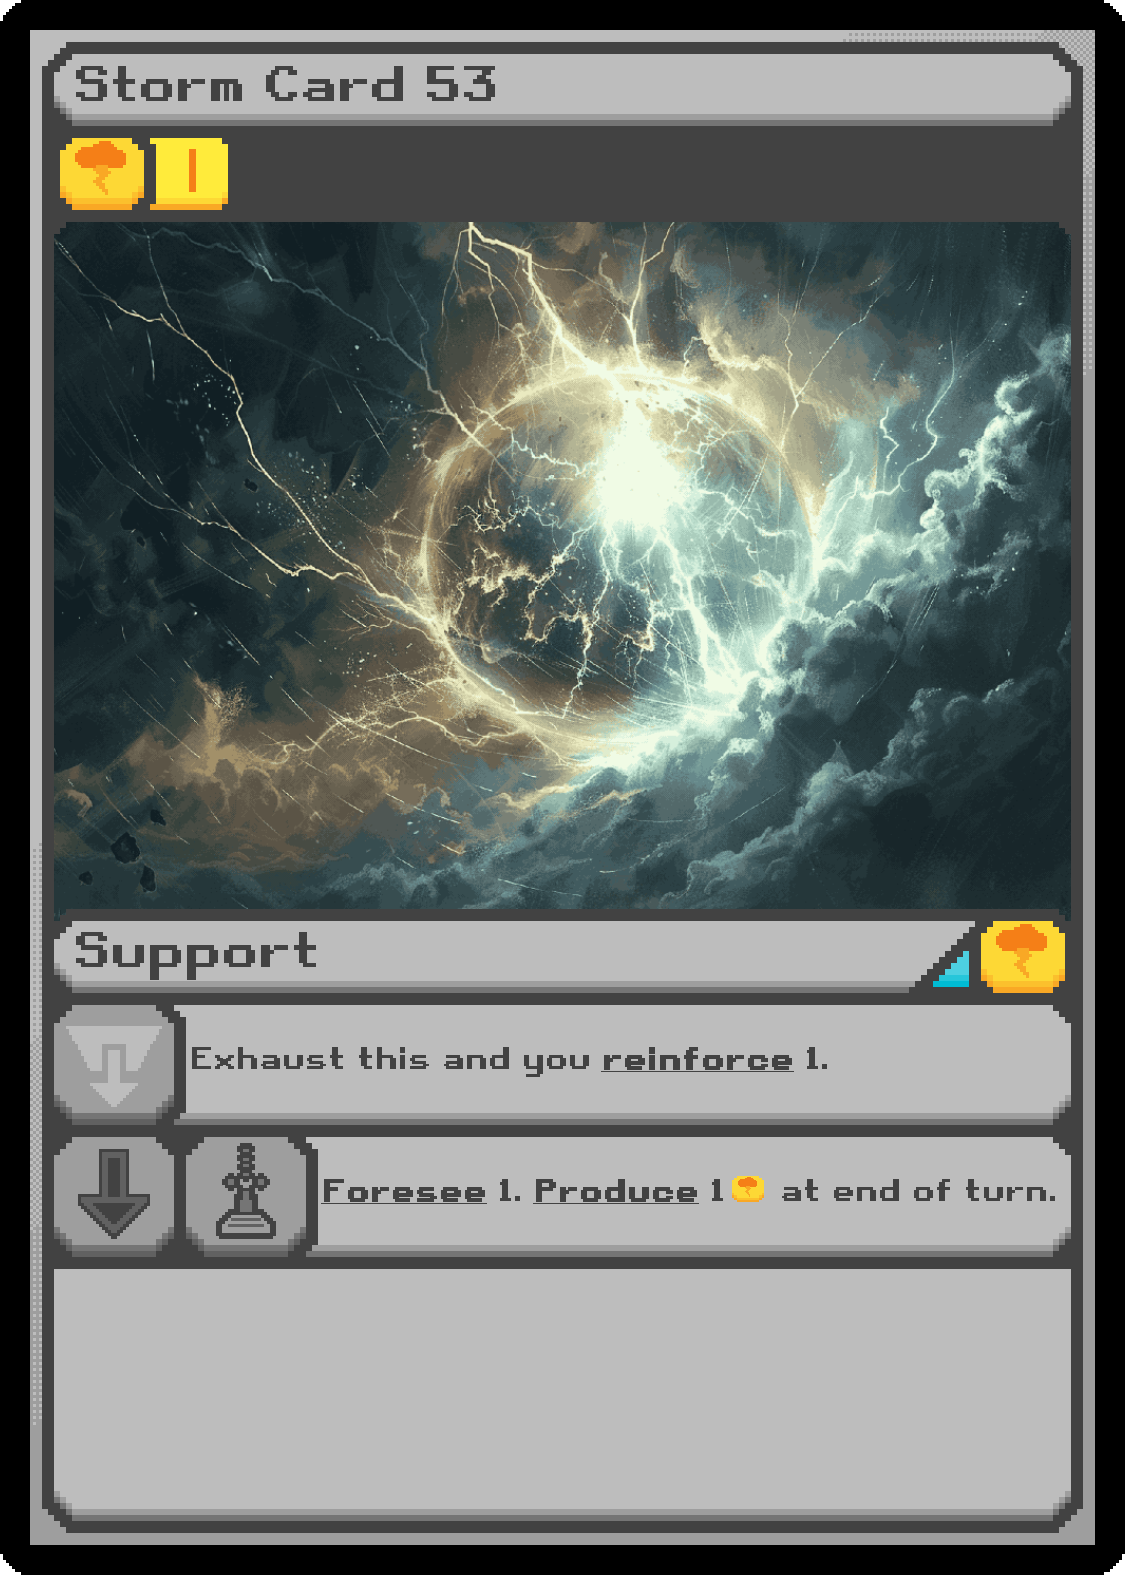 Storm Card 53
1
Support
Exhaust this and you reinforce 1.
Foresee 1. Produce 1 at end of turn.